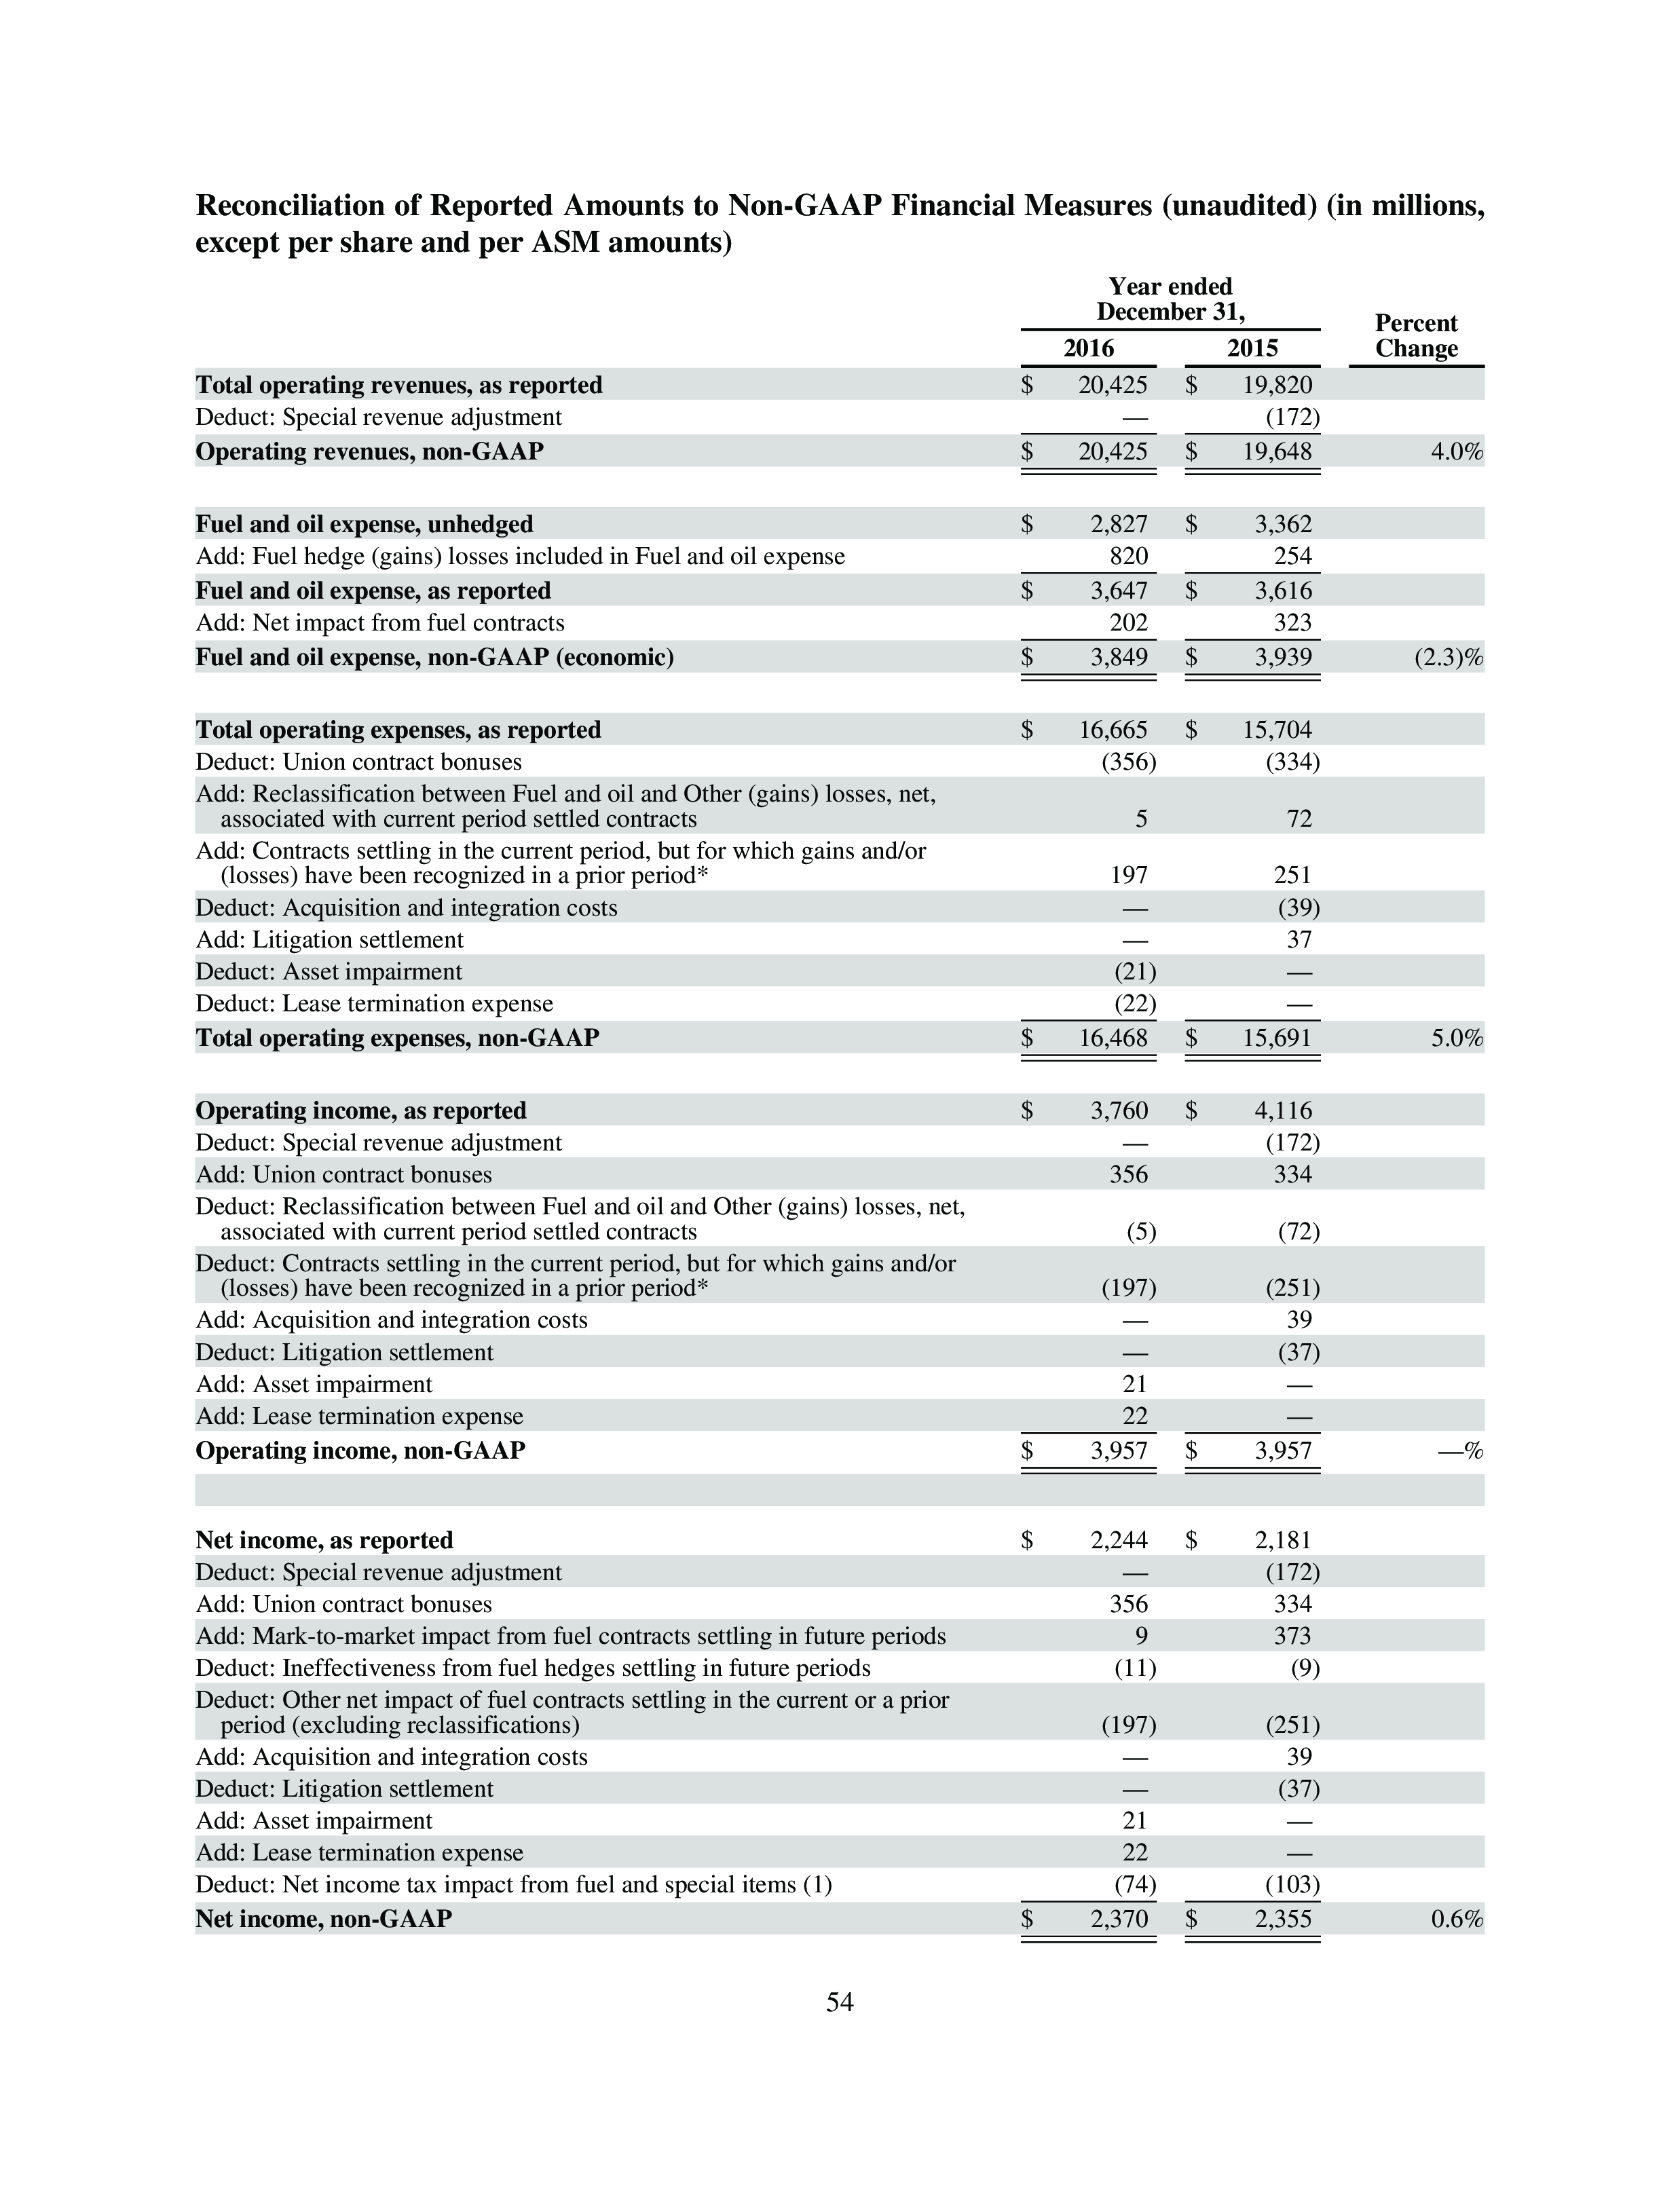 Reconciliation of Reported Amounts to Non-GAAP Financial Measures (unaudited) (in millions,
except per share and per ASM amounts)
Year ended
December 31,
Percent
Change
2016 2015
Total operating revenues, as reported $ 20,425 $ 19,820
Deduct: Special revenue adjustment — (172)
Operating revenues, non-GAAP $ 20,425 $ 19,648 4.0%
Fuel and oil expense, unhedged $ 2,827 $ 3,362
Add: Fuel hedge (gains) losses included in Fuel and oil expense 820 254
Fuel and oil expense, as reported $ 3,647 $ 3,616
Add: Net impact from fuel contracts 202 323
Fuel and oil expense, non-GAAP (economic) $ 3,849 $ 3,939 (2.3)%
Total operating expenses, as reported $ 16,665 $ 15,704
Deduct: Union contract bonuses (356) (334)
Add: Reclassification between Fuel and oil and Other (gains) losses, net,
associated with current period settled contracts 5 72
Add: Contracts settling in the current period, but for which gains and/or
(losses) have been recognized in a prior period* 197 251
Deduct: Acquisition and integration costs — (39)
Add: Litigation settlement — 37
Deduct: Asset impairment (21) —
Deduct: Lease termination expense (22) —
Total operating expenses, non-GAAP $ 16,468 $ 15,691 5.0%
Operating income, as reported $ 3,760 $ 4,116
Deduct: Special revenue adjustment — (172)
Add: Union contract bonuses 356 334
Deduct: Reclassification between Fuel and oil and Other (gains) losses, net,
associated with current period settled contracts (5) (72)
Deduct: Contracts settling in the current period, but for which gains and/or
(losses) have been recognized in a prior period* (197) (251)
Add: Acquisition and integration costs — 39
Deduct: Litigation settlement — (37)
Add: Asset impairment 21 —
Add: Lease termination expense 22 —
Operating income, non-GAAP $ 3,957 $ 3,957 —%
Net income, as reported $ 2,244 $ 2,181
Deduct: Special revenue adjustment — (172)
Add: Union contract bonuses 356 334
Add: Mark-to-market impact from fuel contracts settling in future periods 9 373
Deduct: Ineffectiveness from fuel hedges settling in future periods (11) (9)
Deduct: Other net impact of fuel contracts settling in the current or a prior
period (excluding reclassifications) (197) (251)
Add: Acquisition and integration costs — 39
Deduct: Litigation settlement — (37)
Add: Asset impairment 21 —
Add: Lease termination expense 22 —
Deduct: Net income tax impact from fuel and special items (1) (74) (103)
Net income, non-GAAP $ 2,370 $ 2,355 0.6%
54